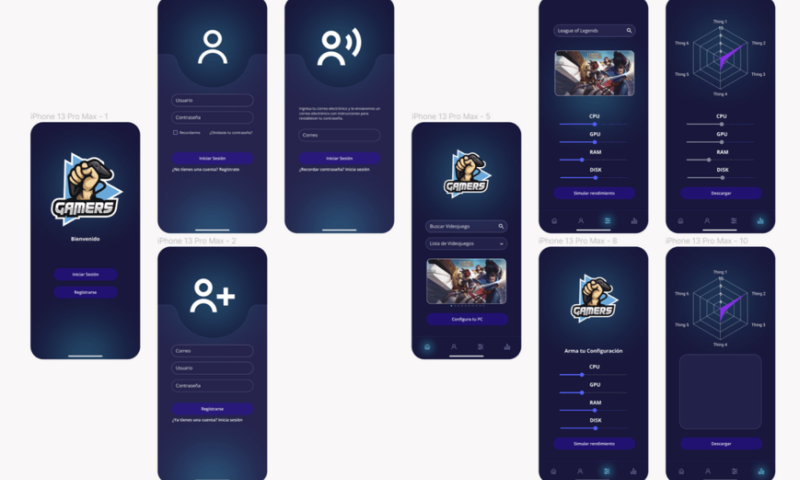 iPhone 13 Pro Max - 1
GAMERS
Bienvenido
Iniciar Sesión
Registrarse
Usuario
Contraseña
Recordarme
¿Olvidaste tu contraseña?
Iniciar Sesión
¿No tienes una cuenta? Regístrate
iPhone 13 Pro Max - 2
Correo
Usuario
Contraseña
Registrarse
¿Ya tienes una cuenta? Inicia sesión
Ingresa tu correo electrónico y te enviaremos un
correo electrónico con instrucciones para
restablecer tu contraseña.
Correo
Iniciar Sesión
¿Recordar contraseña? Inicia sesión
iPhone 13 Pro Max - 5
GAMERS
Buscar Videojuego
Lista de Videojuegos
Configura tu PC
League of Legends
CPU
GPU
RAM
DISK
Simular rendimiento
iPhone 13 Pro Max - 8
GAMERS
Arma tu Configuración
CPU
GPU
RAM
DISK
Simular rendimiento
Thing 1
Thing 6
Thing 2
Thing 5
Thing 3
Thing 4
CPU
GPU
RAM
DISK
Descargar
iPhone 13 Pro Max - 10
Thing 1
Thing 6
Thing 2
Thing 5
Thing 3
Thing 4
Descargar